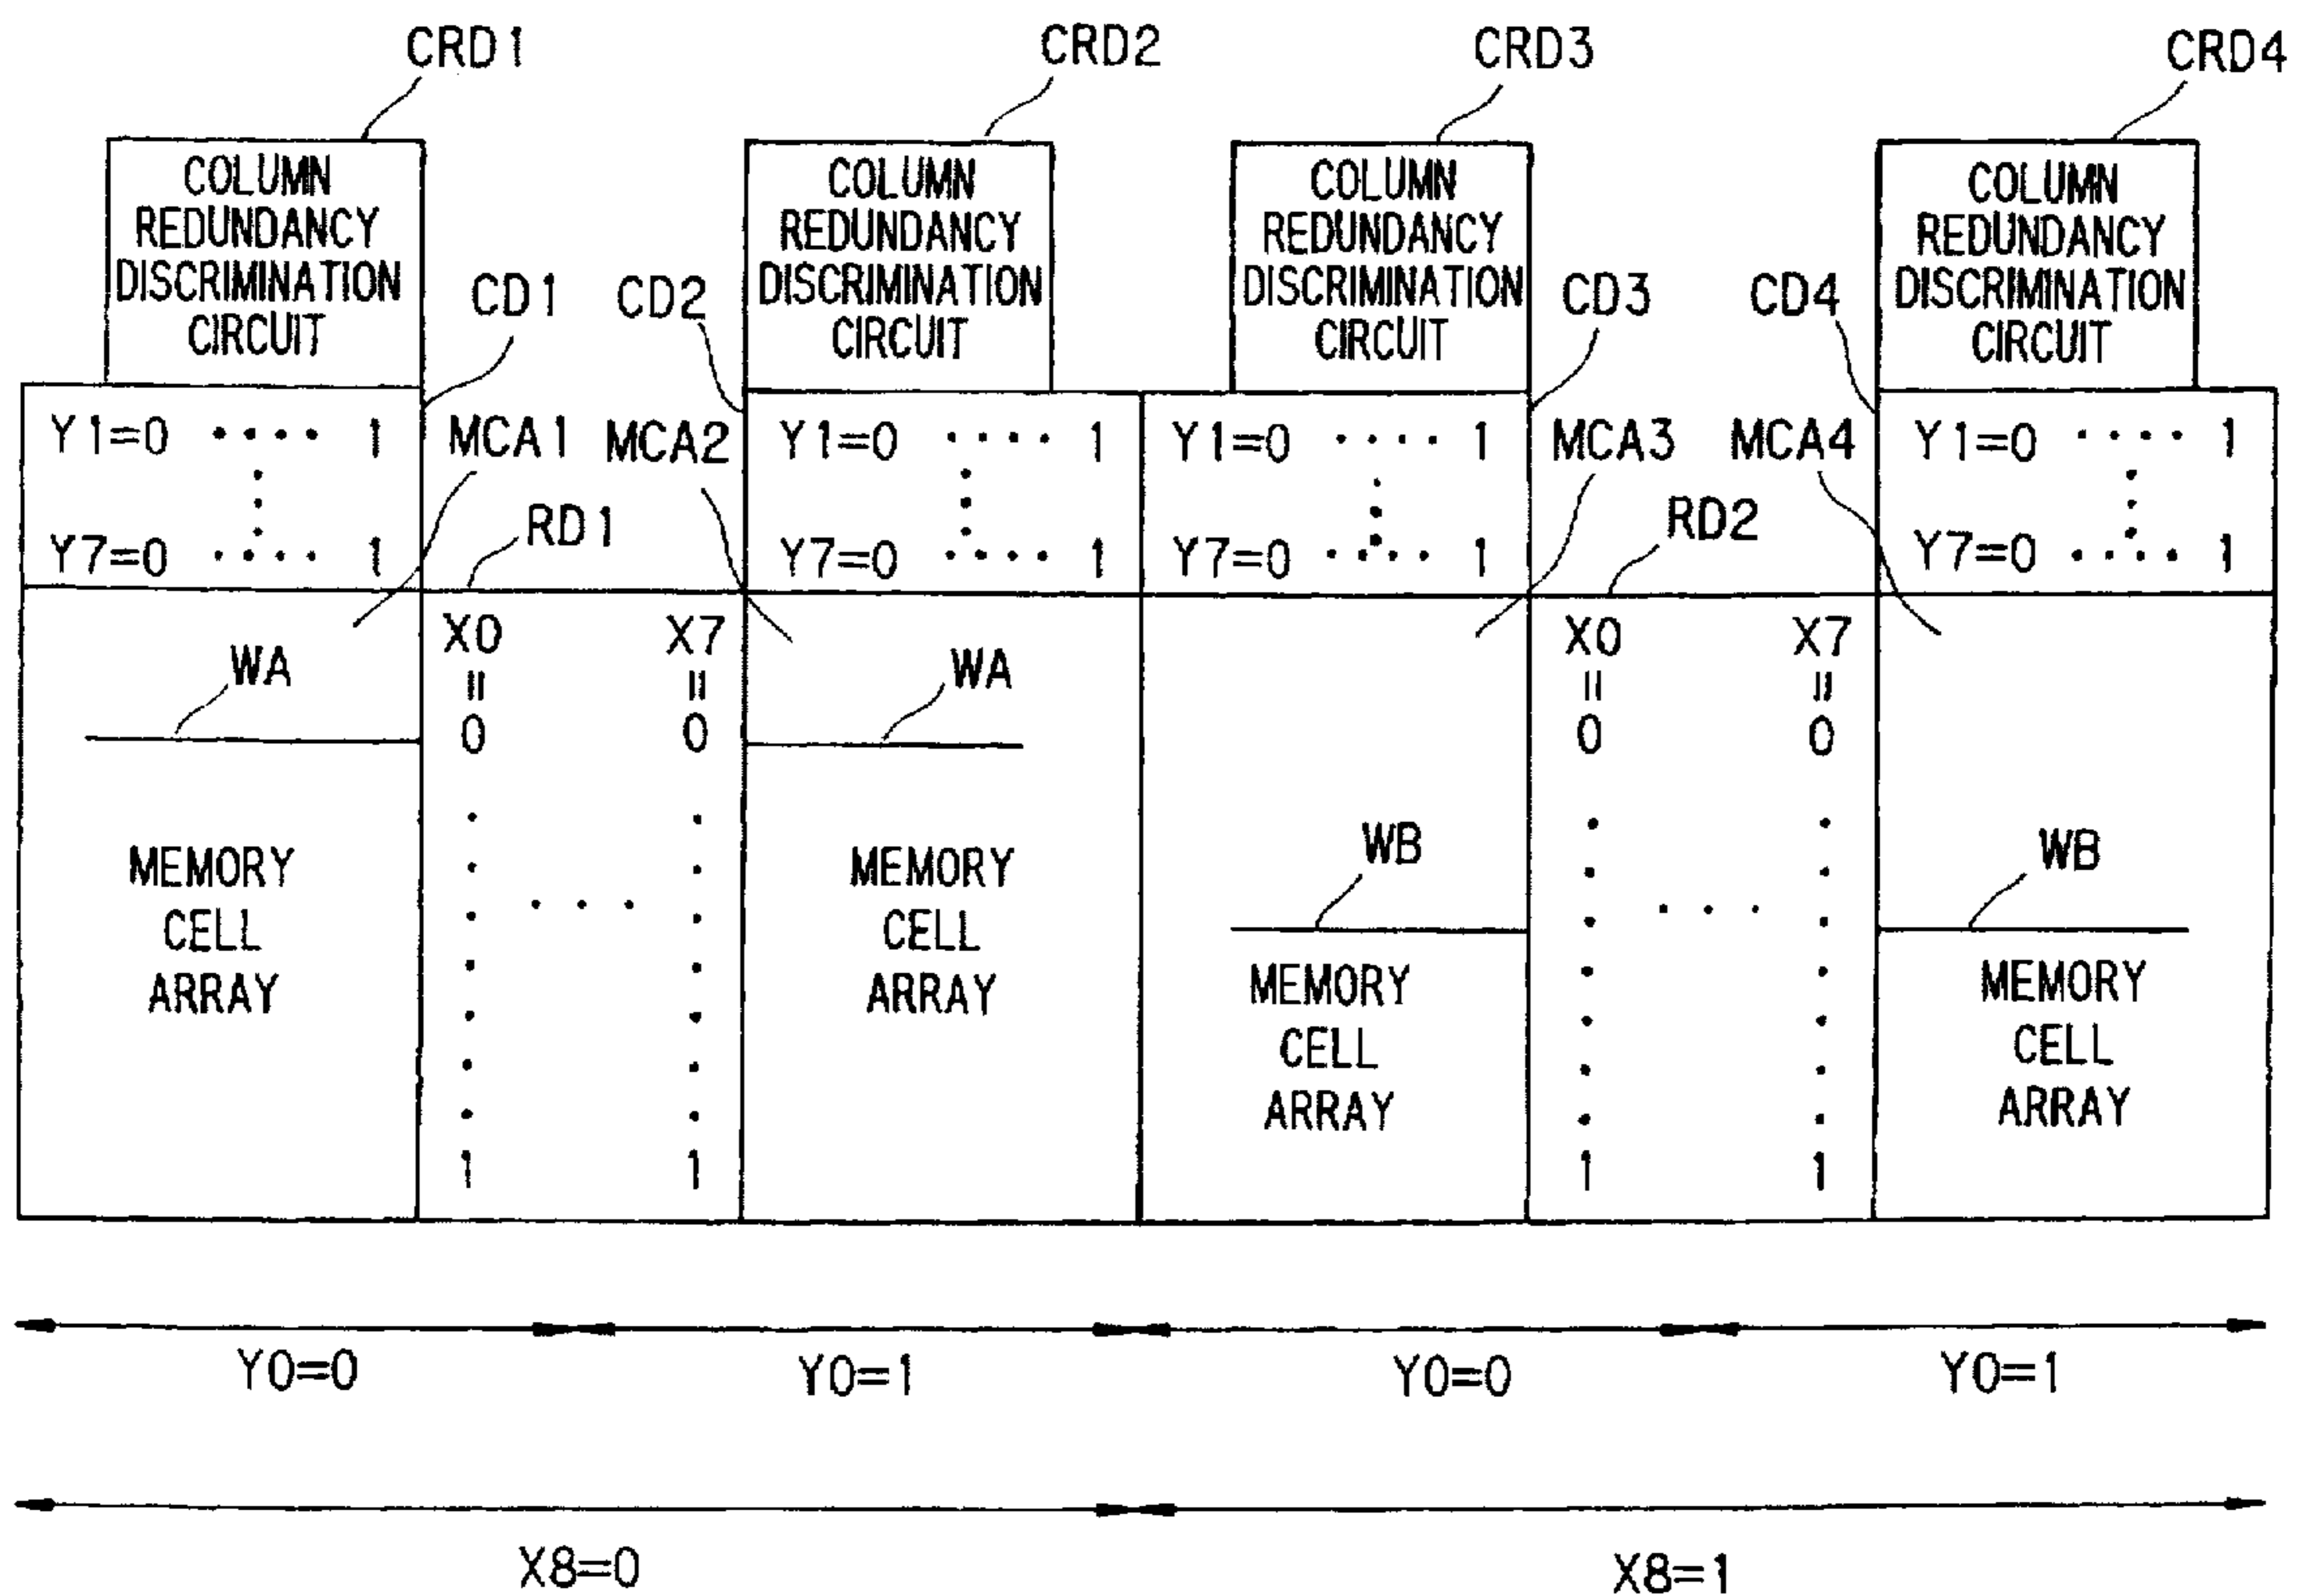 CRD1
CRD2
CRD3
CRD4
COLUMN
REDUNDANCY
DISCRIMINATION
CIRCUIT
COLUMN
REDUNDANCY
DISCRIMINATION
CIRCUIT
COLUMN
REDUNDANCY
DISCRIMINATION
CIRCUIT
COLUMN
REDUNDANCY
DISCRIMINATION
CIRCUIT
CD1
CD2
CD3
CD4
Y1=0 ···· 1
Y7=0 ···· 1
MCA1
MCA2
Y1=0 ···· 1
Y7=0 ···· 1
Y1=0 ···· 1
Y7=0 ···· 1
MCA3
MCA4
Y1=0 ···· 1
Y7=0 ···· 1
RD1
RD2
WA
MEMORY
CELL
ARRAY
X0
=
0
1
X7
=
0
1
WA
MEMORY
CELL
ARRAY
WB
MEMORY
CELL
ARRAY
X0
=
0
1
X7
=
0
1
WB
MEMORY
CELL
ARRAY
Y0=0
Y0=1
Y0=0
Y0=1
X8=0
X8=1